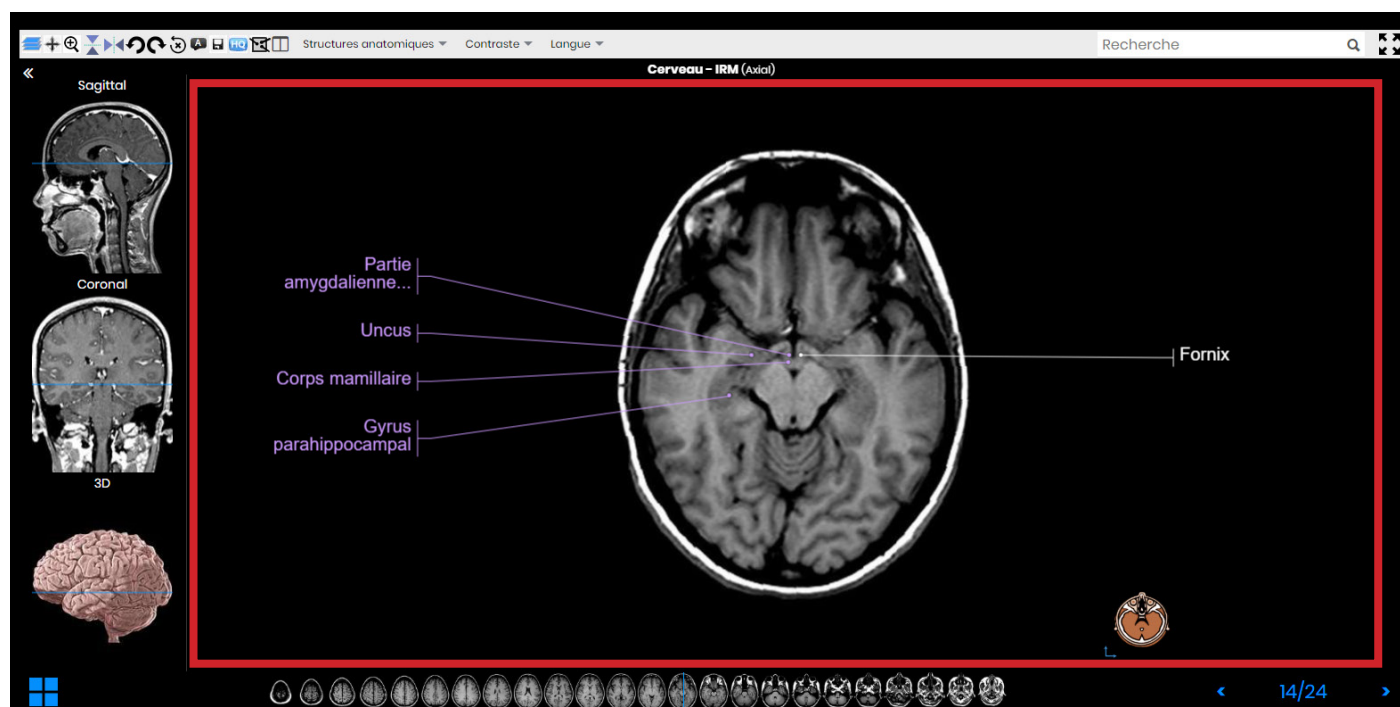 A HQ Structures anatomiques Contraste Langue Recherche
Cerveau - IRM (Axial)
Sagittal
Coronal
3D
Partie
amygdalienne...
Uncus
Corps mamillaire
Gyrus
parahippocampal
Fornix
14/24